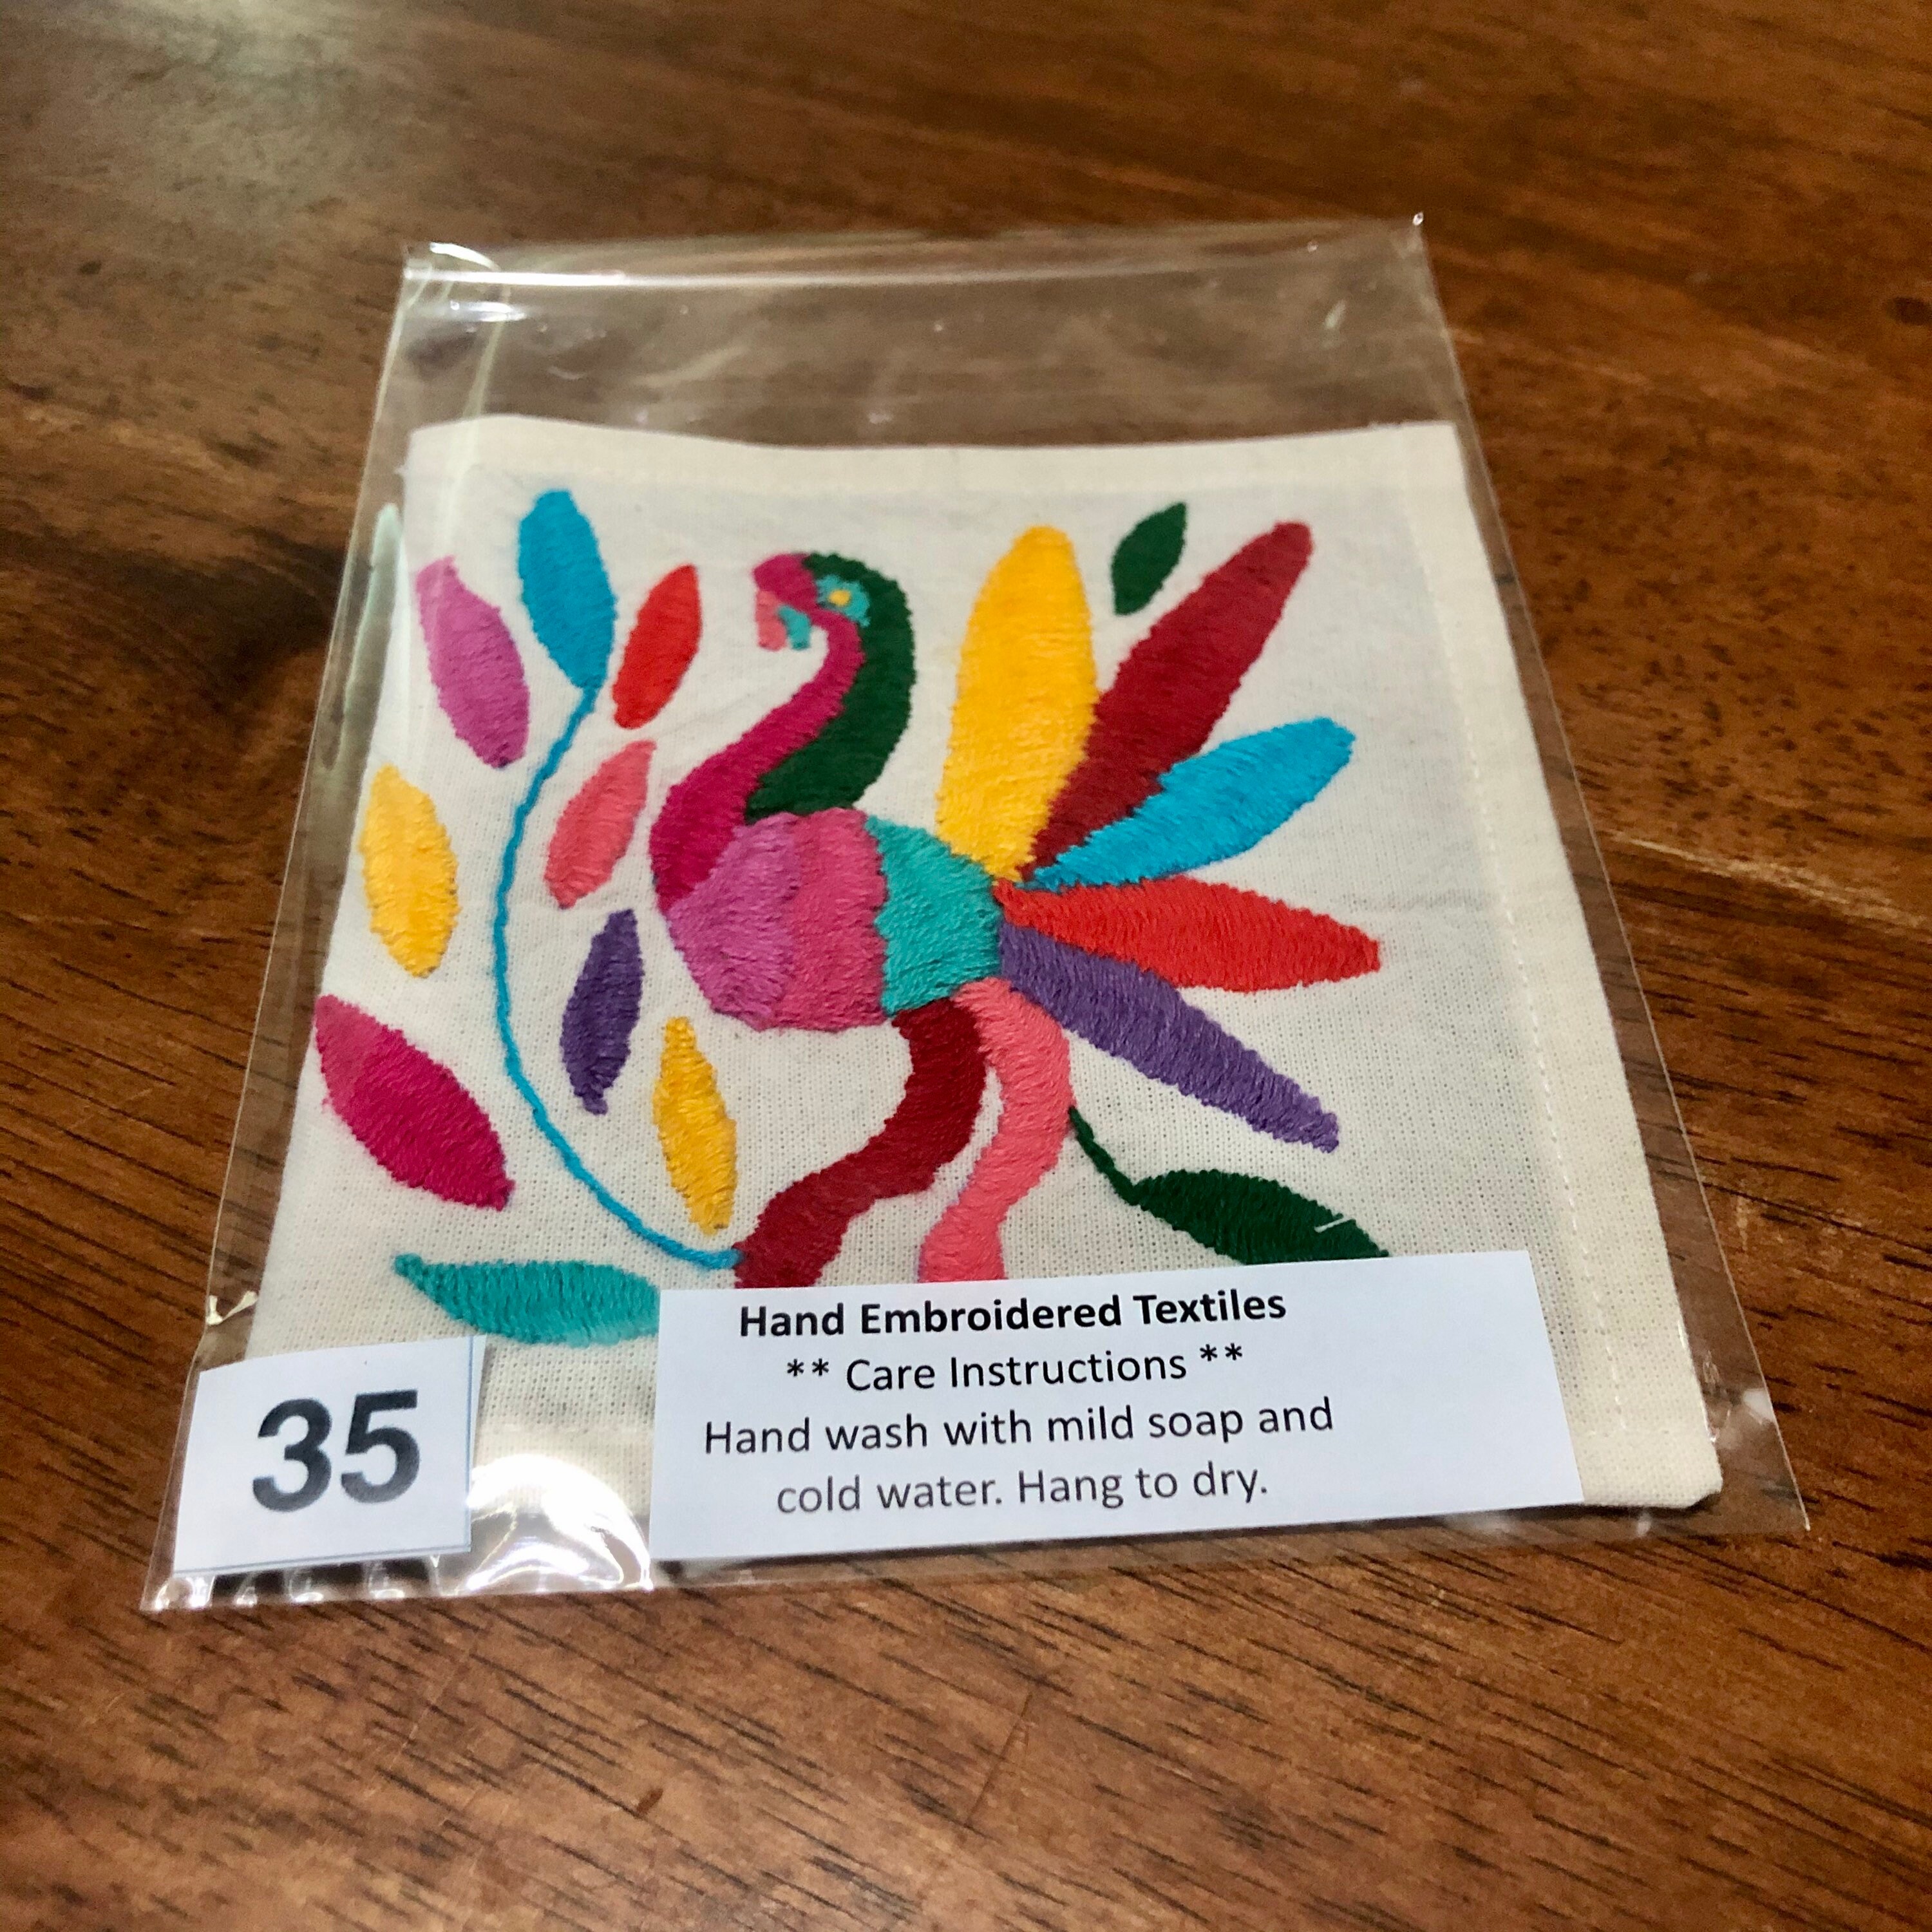 Hand Embroidered Textiles
** Care Instructions **
Hand wash with mild soap and
cold water. Hang to dry.
35